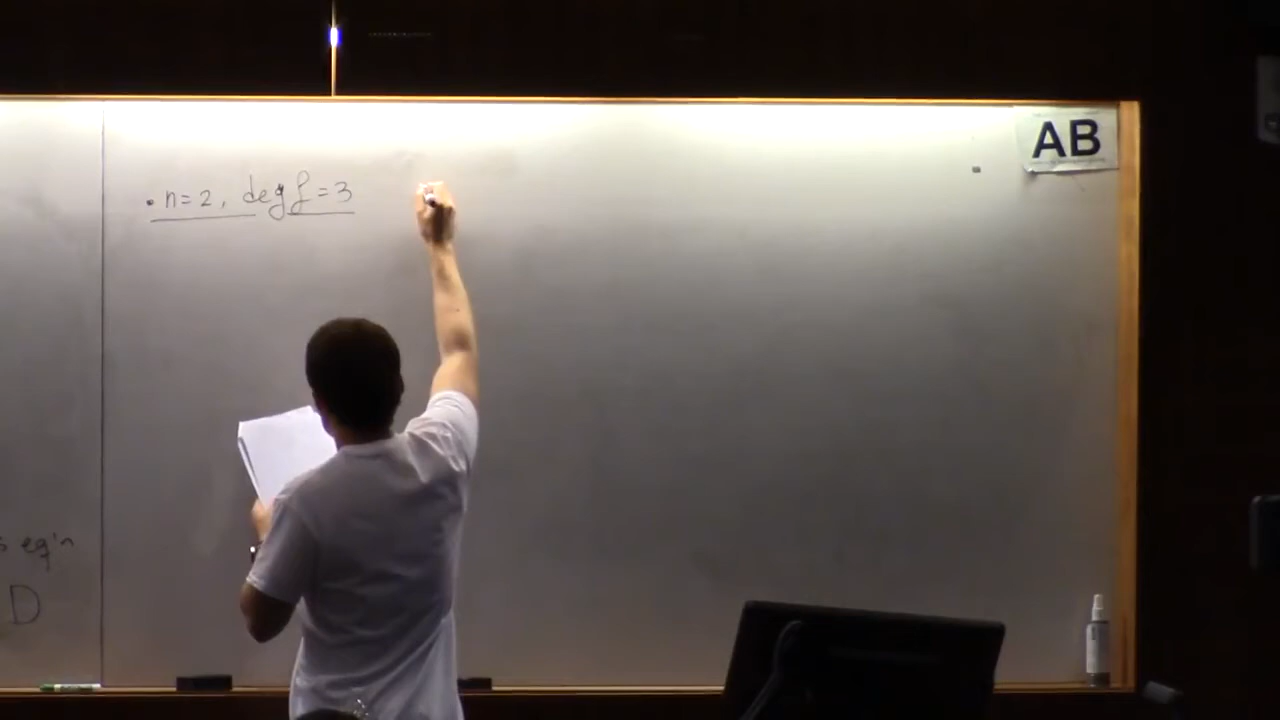 • n=2, deg f = 3
AB
eq'n
D